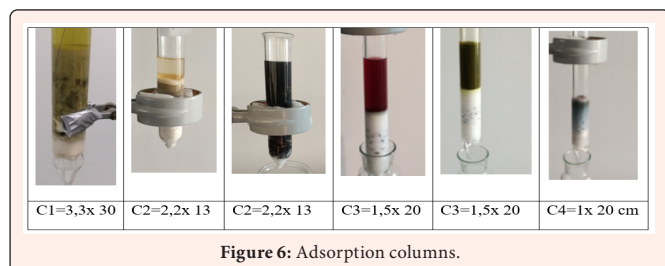 C1=3,3x 30 C2=2,2x 13 C2=2,2x 13 C3=1,5x 20 C3=1,5x 20 C4=1x 20 cm
Figure 6: Adsorption columns.